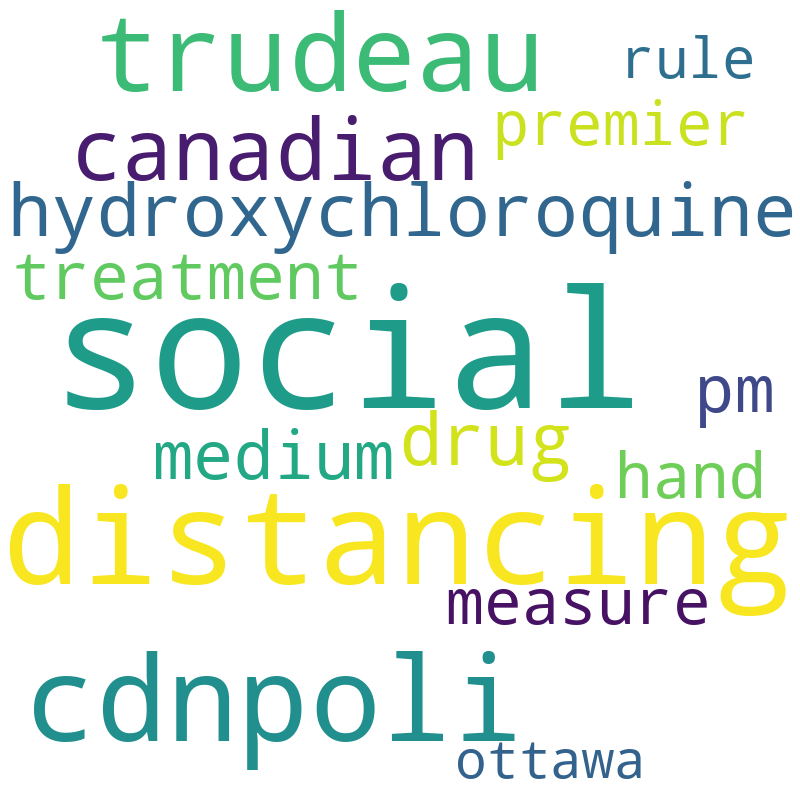 trudeau rule
canadian premier
hydroxychloroquine
treatment
social
pm
medium drug hand
distancing
measure
cdnpoli
ottawa